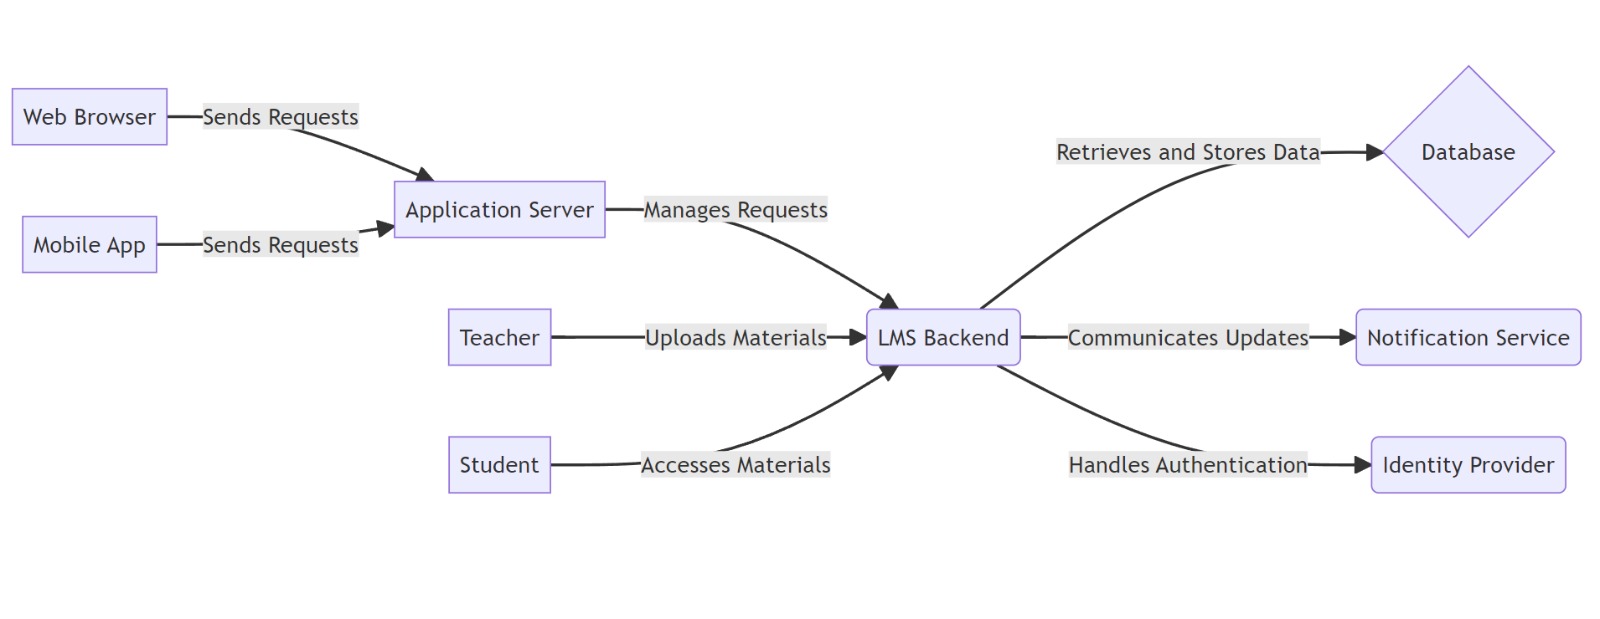 Web Browser
Sends Requests
Mobile App
Sends Requests
Application Server
Manages Requests
Teacher
Uploads Materials
Student
Accesses Materials
LMS Backend
Retrieves and Stores Data
Database
Communicates Updates
Notification Service
Handles Authentication
Identity Provider